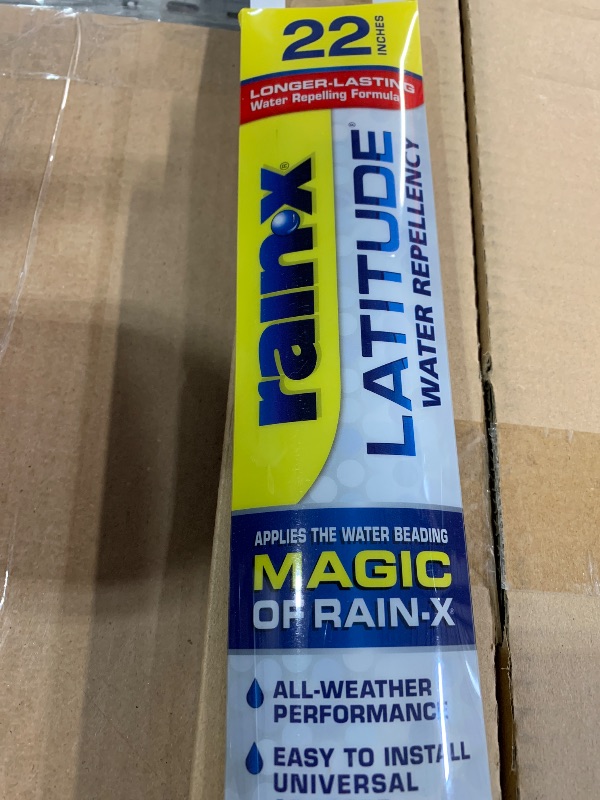 22
INCHES
LONGER-LASTING
Water Repelling Formula
rain-x®
LATITUDE®
WATER REPELLENCY
APPLIES THE WATER BEADING
MAGIC
OF RAIN-X
ALL-WEATHER
PERFORMANCE
EASY TO INSTALL
UNIVERSAL